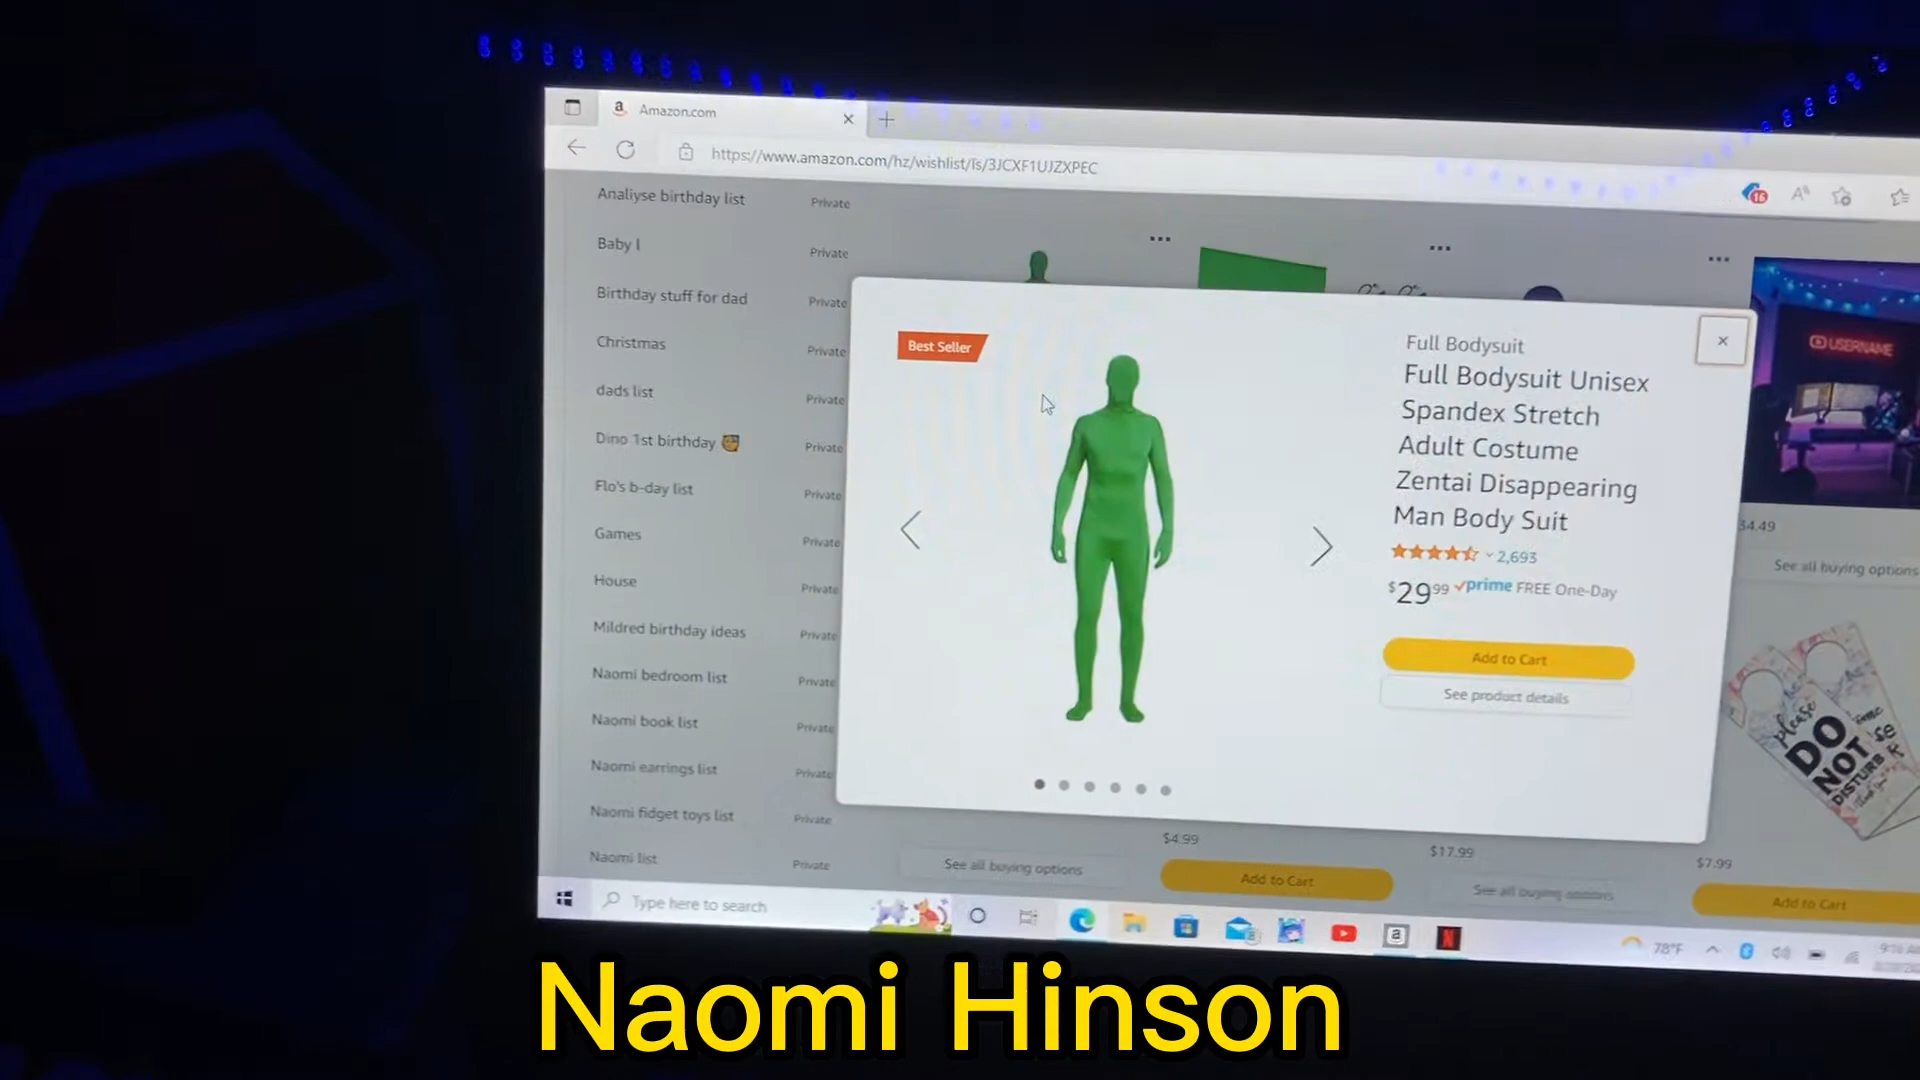 Amazon.com
https://www.amazon.com/hz/wishlist/ls/3JCXF1UJZXPEC
16
Analiyse birthday list Private
Baby l Private
Birthday stuff for dad Private
Christmas Private
dads list Private
Dino 1st birthday Private
Flo's b-day list Private
Games Private
House Private
Mildred birthday ideas Private
Naomi bedroom list Private
Naomi book list Private
Naomi earrings list Private
Naomi fidget toys list Private
Naomi list Private
Best Seller
Full Bodysuit
Full Bodysuit Unisex
Spandex Stretch
Adult Costume
Zentai Disappearing
Man Body Suit
2,693
$29.99 prime FREE One-Day
Add to Cart
See product details
USERNAME
34.49
See all buying options
please
DO
NOT
DISTURB
See all buying options
$4.99
Add to Cart
$17.99
See all buying options
$7.99
Add to Cart
Type here to search
78°F
Naomi Hinson